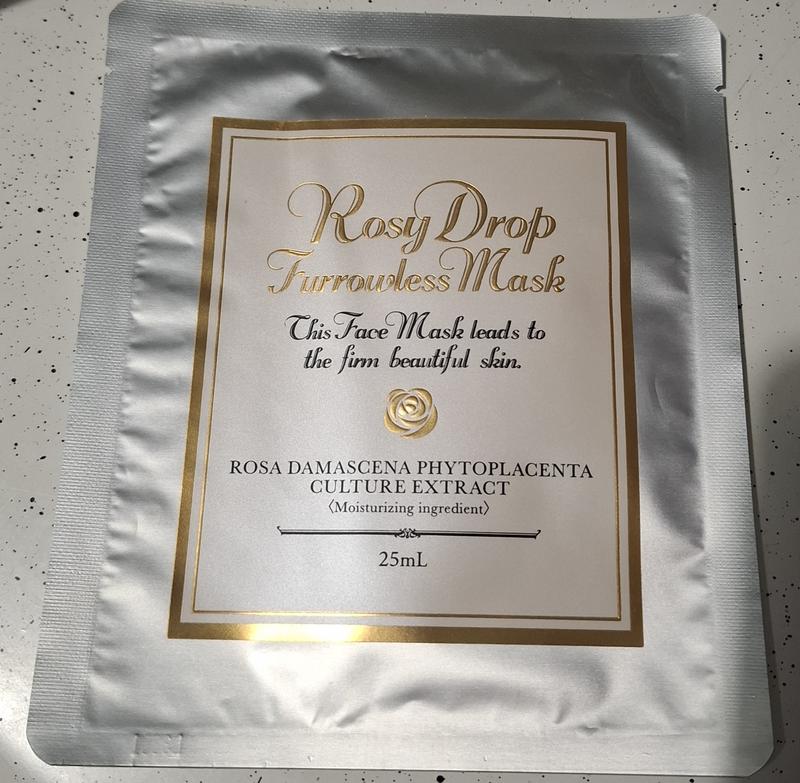 Rosy Drop
Furrowless Mask
This Face Mask leads to
the firm beautiful skin.
ROSA DAMASCENA PHYTOPLACENTA
CULTURE EXTRACT
〈Moisturizing ingredient〉
25mL